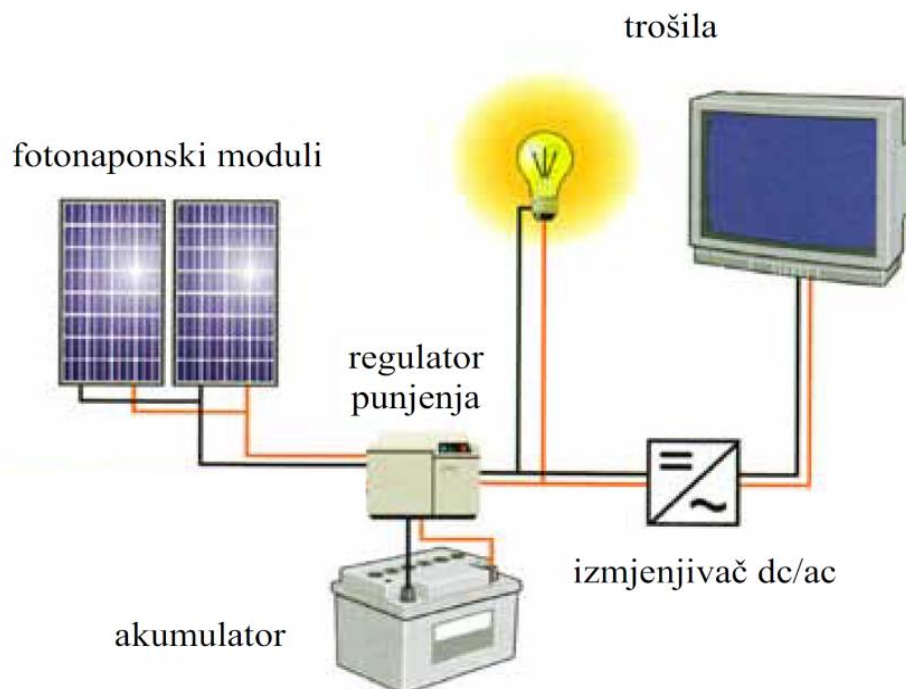 trošila
fotonaponski moduli
regulator
punjenja
izmjenjivač dc/ac
akumulator